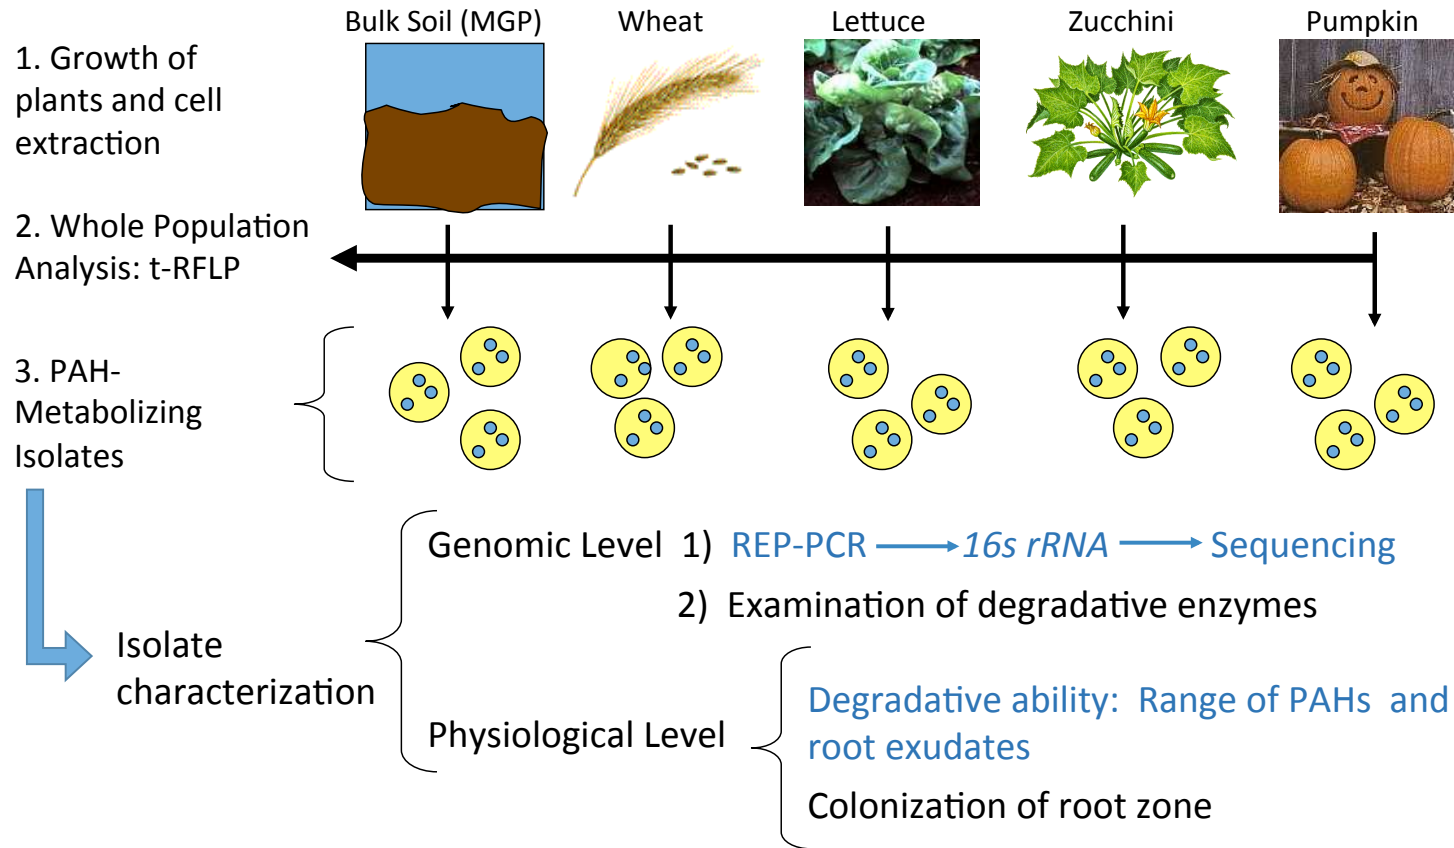 Bulk Soil (MGP)
Wheat
Lettuce
Zucchini
Pumpkin
1. Growth of
plants and cell
extraction
2. Whole Population
Analysis: t-RFLP
3. PAH-
Metabolizing
Isolates
Genomic Level 1) REP-PCR 16s rRNA Sequencing
2) Examination of degradative enzymes
Isolate
characterization
Physiological Level
Degradative ability: Range of PAHs and
root exudates
Colonization of root zone